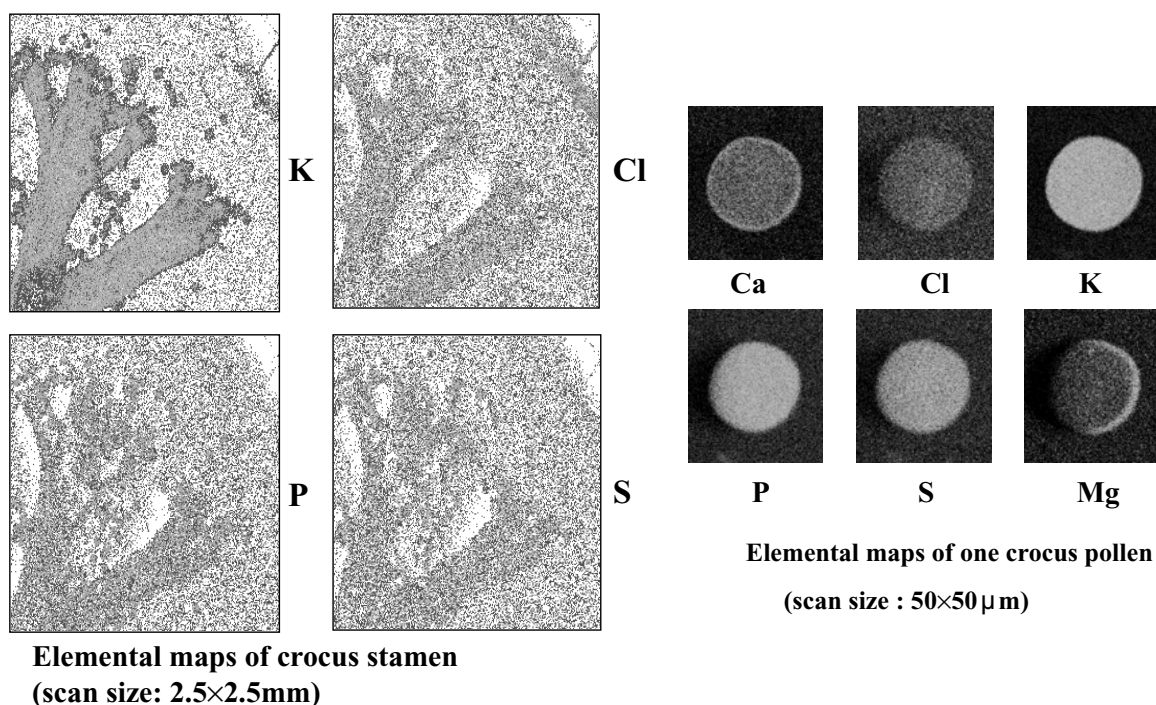 K
Cl
P
S
Elemental maps of crocus stamen
(scan size: 2.5×2.5mm)
Ca Cl K
P S Mg
Elemental maps of one crocus pollen
(scan size : 50×50μm)